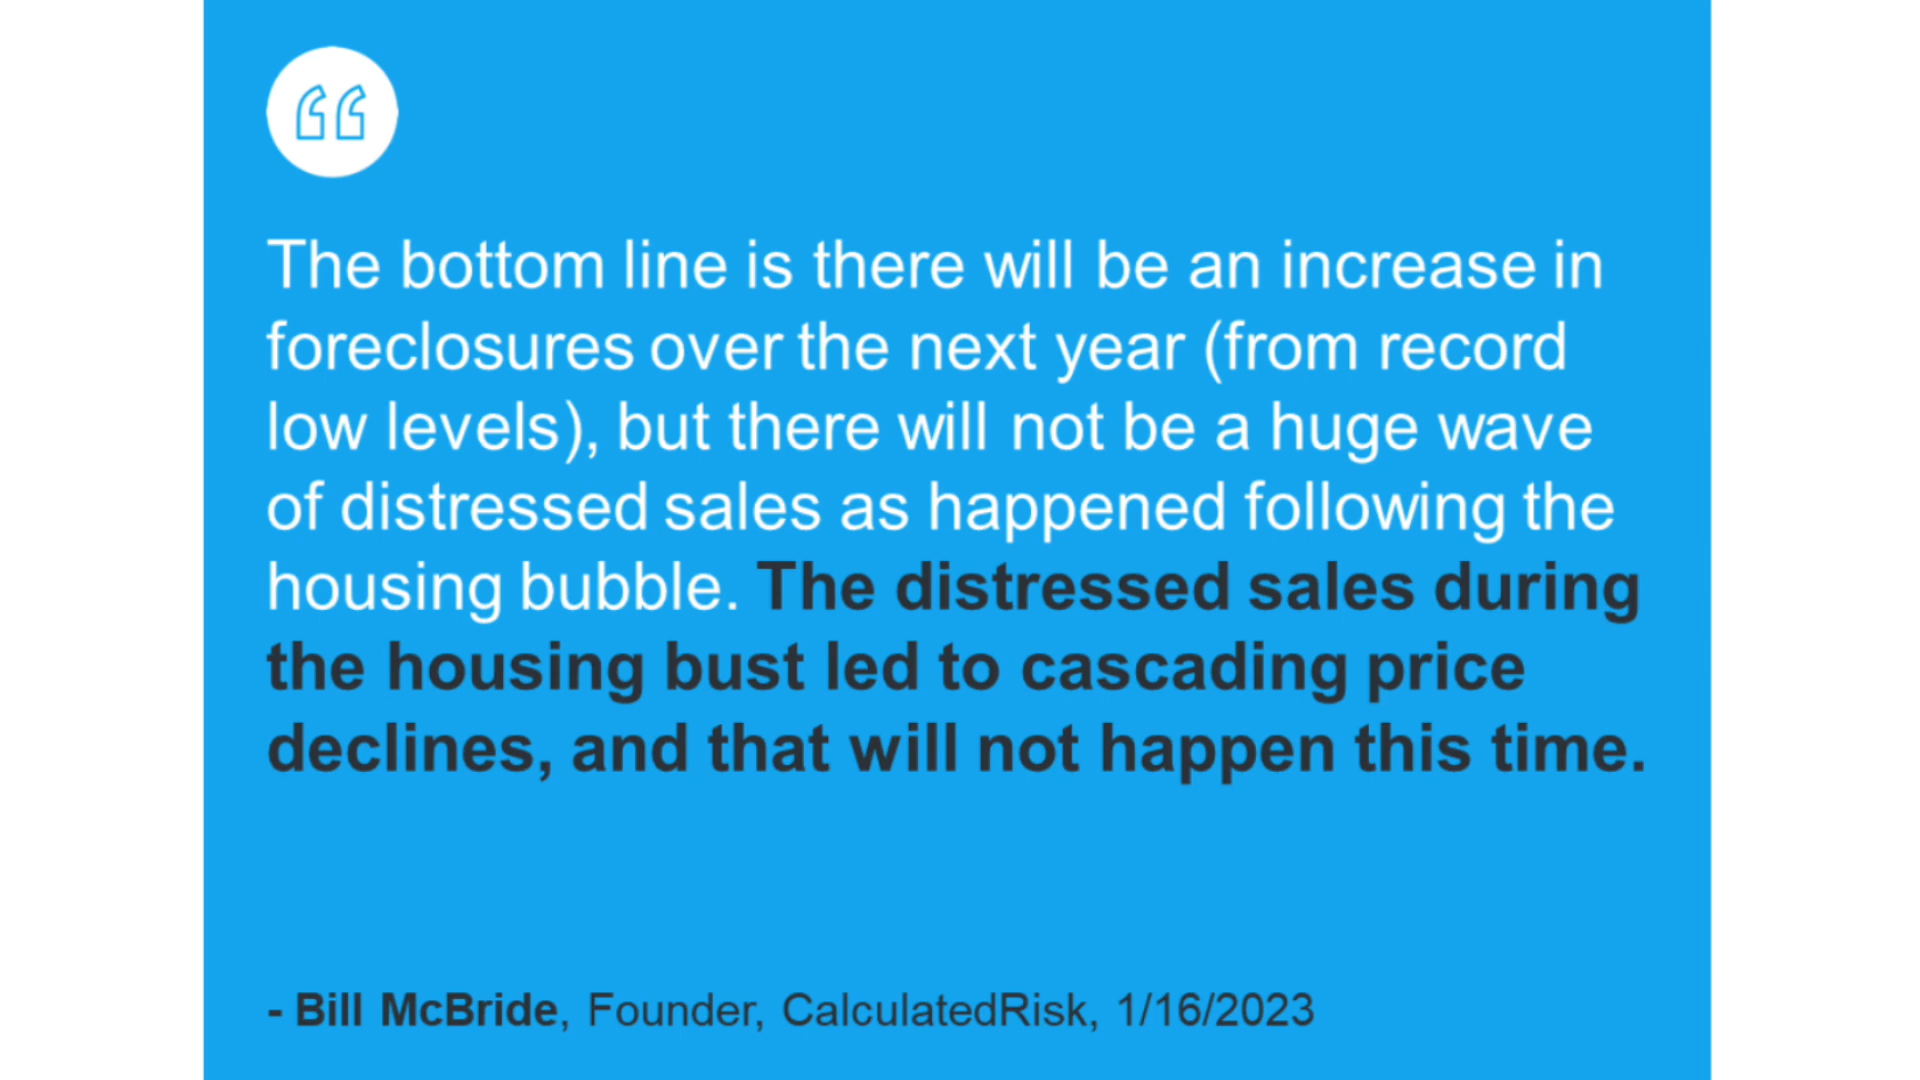 “
The bottom line is there will be an increase in
foreclosures over the next year (from record
low levels), but there will not be a huge wave
of distressed sales as happened following the
housing bubble. The distressed sales during
the housing bust led to cascading price
declines, and that will not happen this time.
- Bill McBride, Founder, CalculatedRisk, 1/16/2023